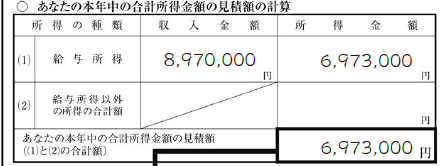 ○ あなたの本年中の合計所得金額の見積額の計算
所得の種類 収入金額 所得金額
(1) 給与所得 8,970,000 円 6,973,000 円
(2) 給与所得以外
の所得の合計額 円
あなたの本年中の合計所得金額の見積額
((1)と(2)の合計額) 6,973,000 円